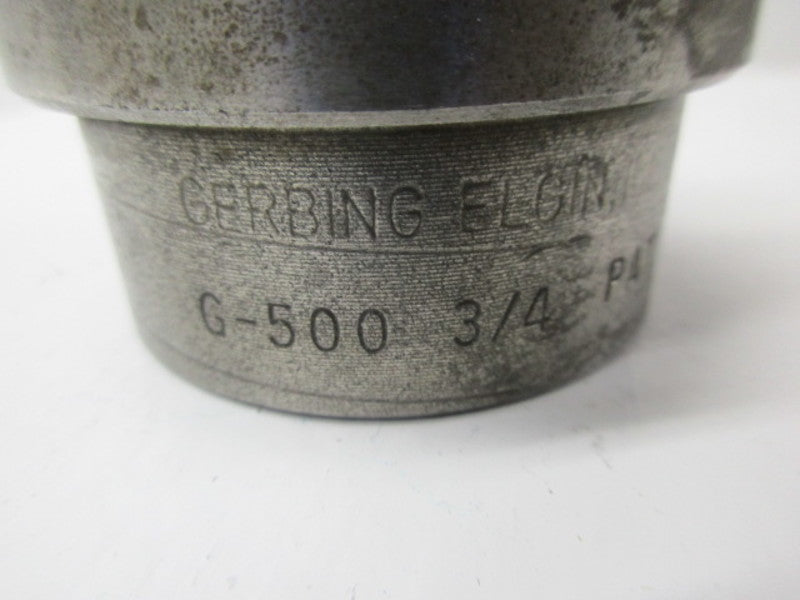 GERBING ELGIN, I
G-500 3/4 PAT